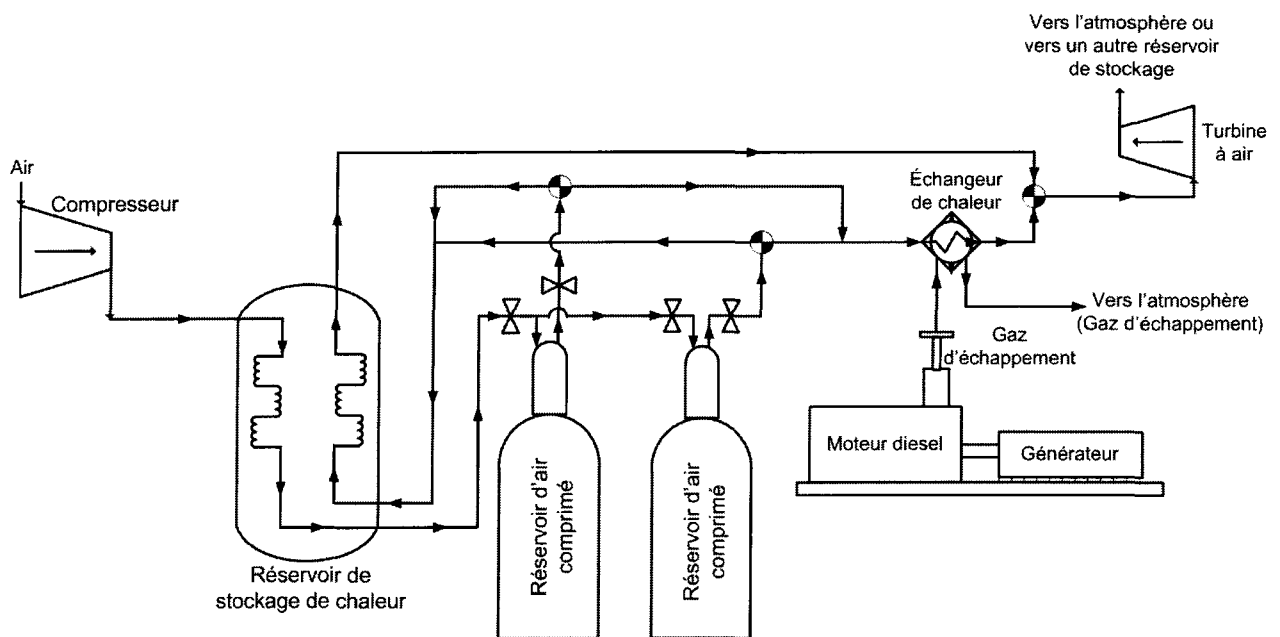 Vers l'atmosphère ou
vers un autre réservoir
de stockage
Turbine
à air
Air
Compresseur
Échangeur
de chaleur
Vers l'atmosphère
(Gaz d'échappement)
Gaz
d'échappement
Moteur diesel
Générateur
Réservoir d'air
comprimé
Réservoir d'air
comprimé
Réservoir de
stockage de chaleur